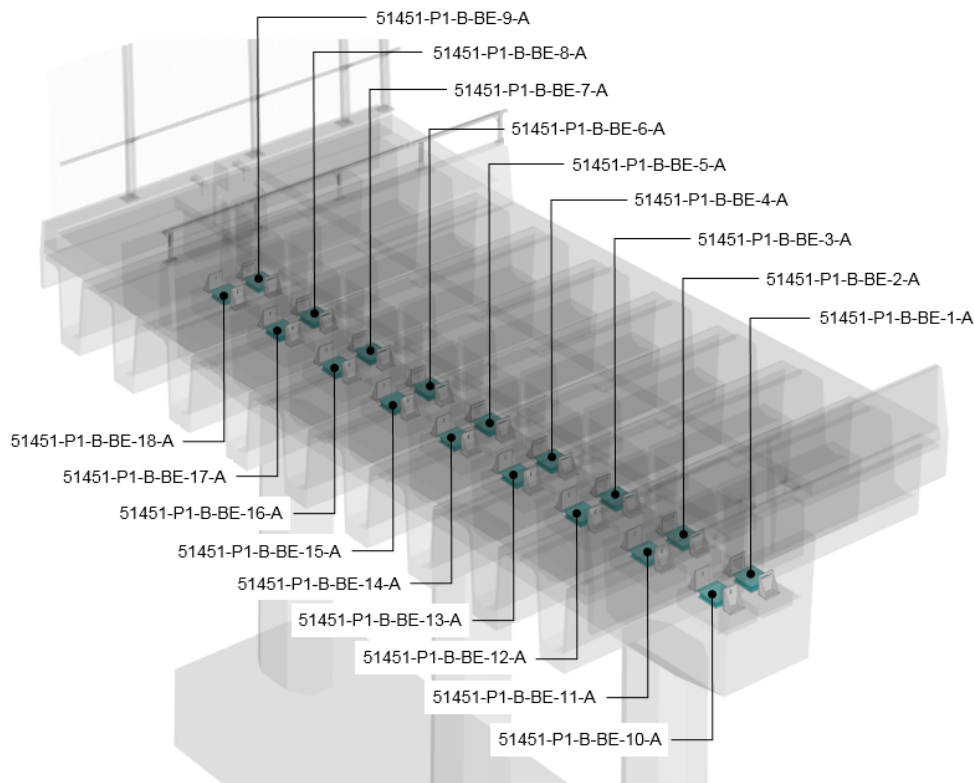 51451-P1-B-BE-9-A
51451-P1-B-BE-8-A
51451-P1-B-BE-7-A
51451-P1-B-BE-6-A
51451-P1-B-BE-5-A
51451-P1-B-BE-4-A
51451-P1-B-BE-3-A
51451-P1-B-BE-2-A
51451-P1-B-BE-1-A
51451-P1-B-BE-18-A
51451-P1-B-BE-17-A
51451-P1-B-BE-16-A
51451-P1-B-BE-15-A
51451-P1-B-BE-14-A
51451-P1-B-BE-13-A
51451-P1-B-BE-12-A
51451-P1-B-BE-11-A
51451-P1-B-BE-10-A